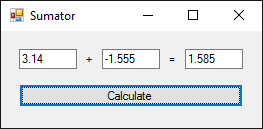 Sumator
3.14 + -1.555 = 1.585
Calculate